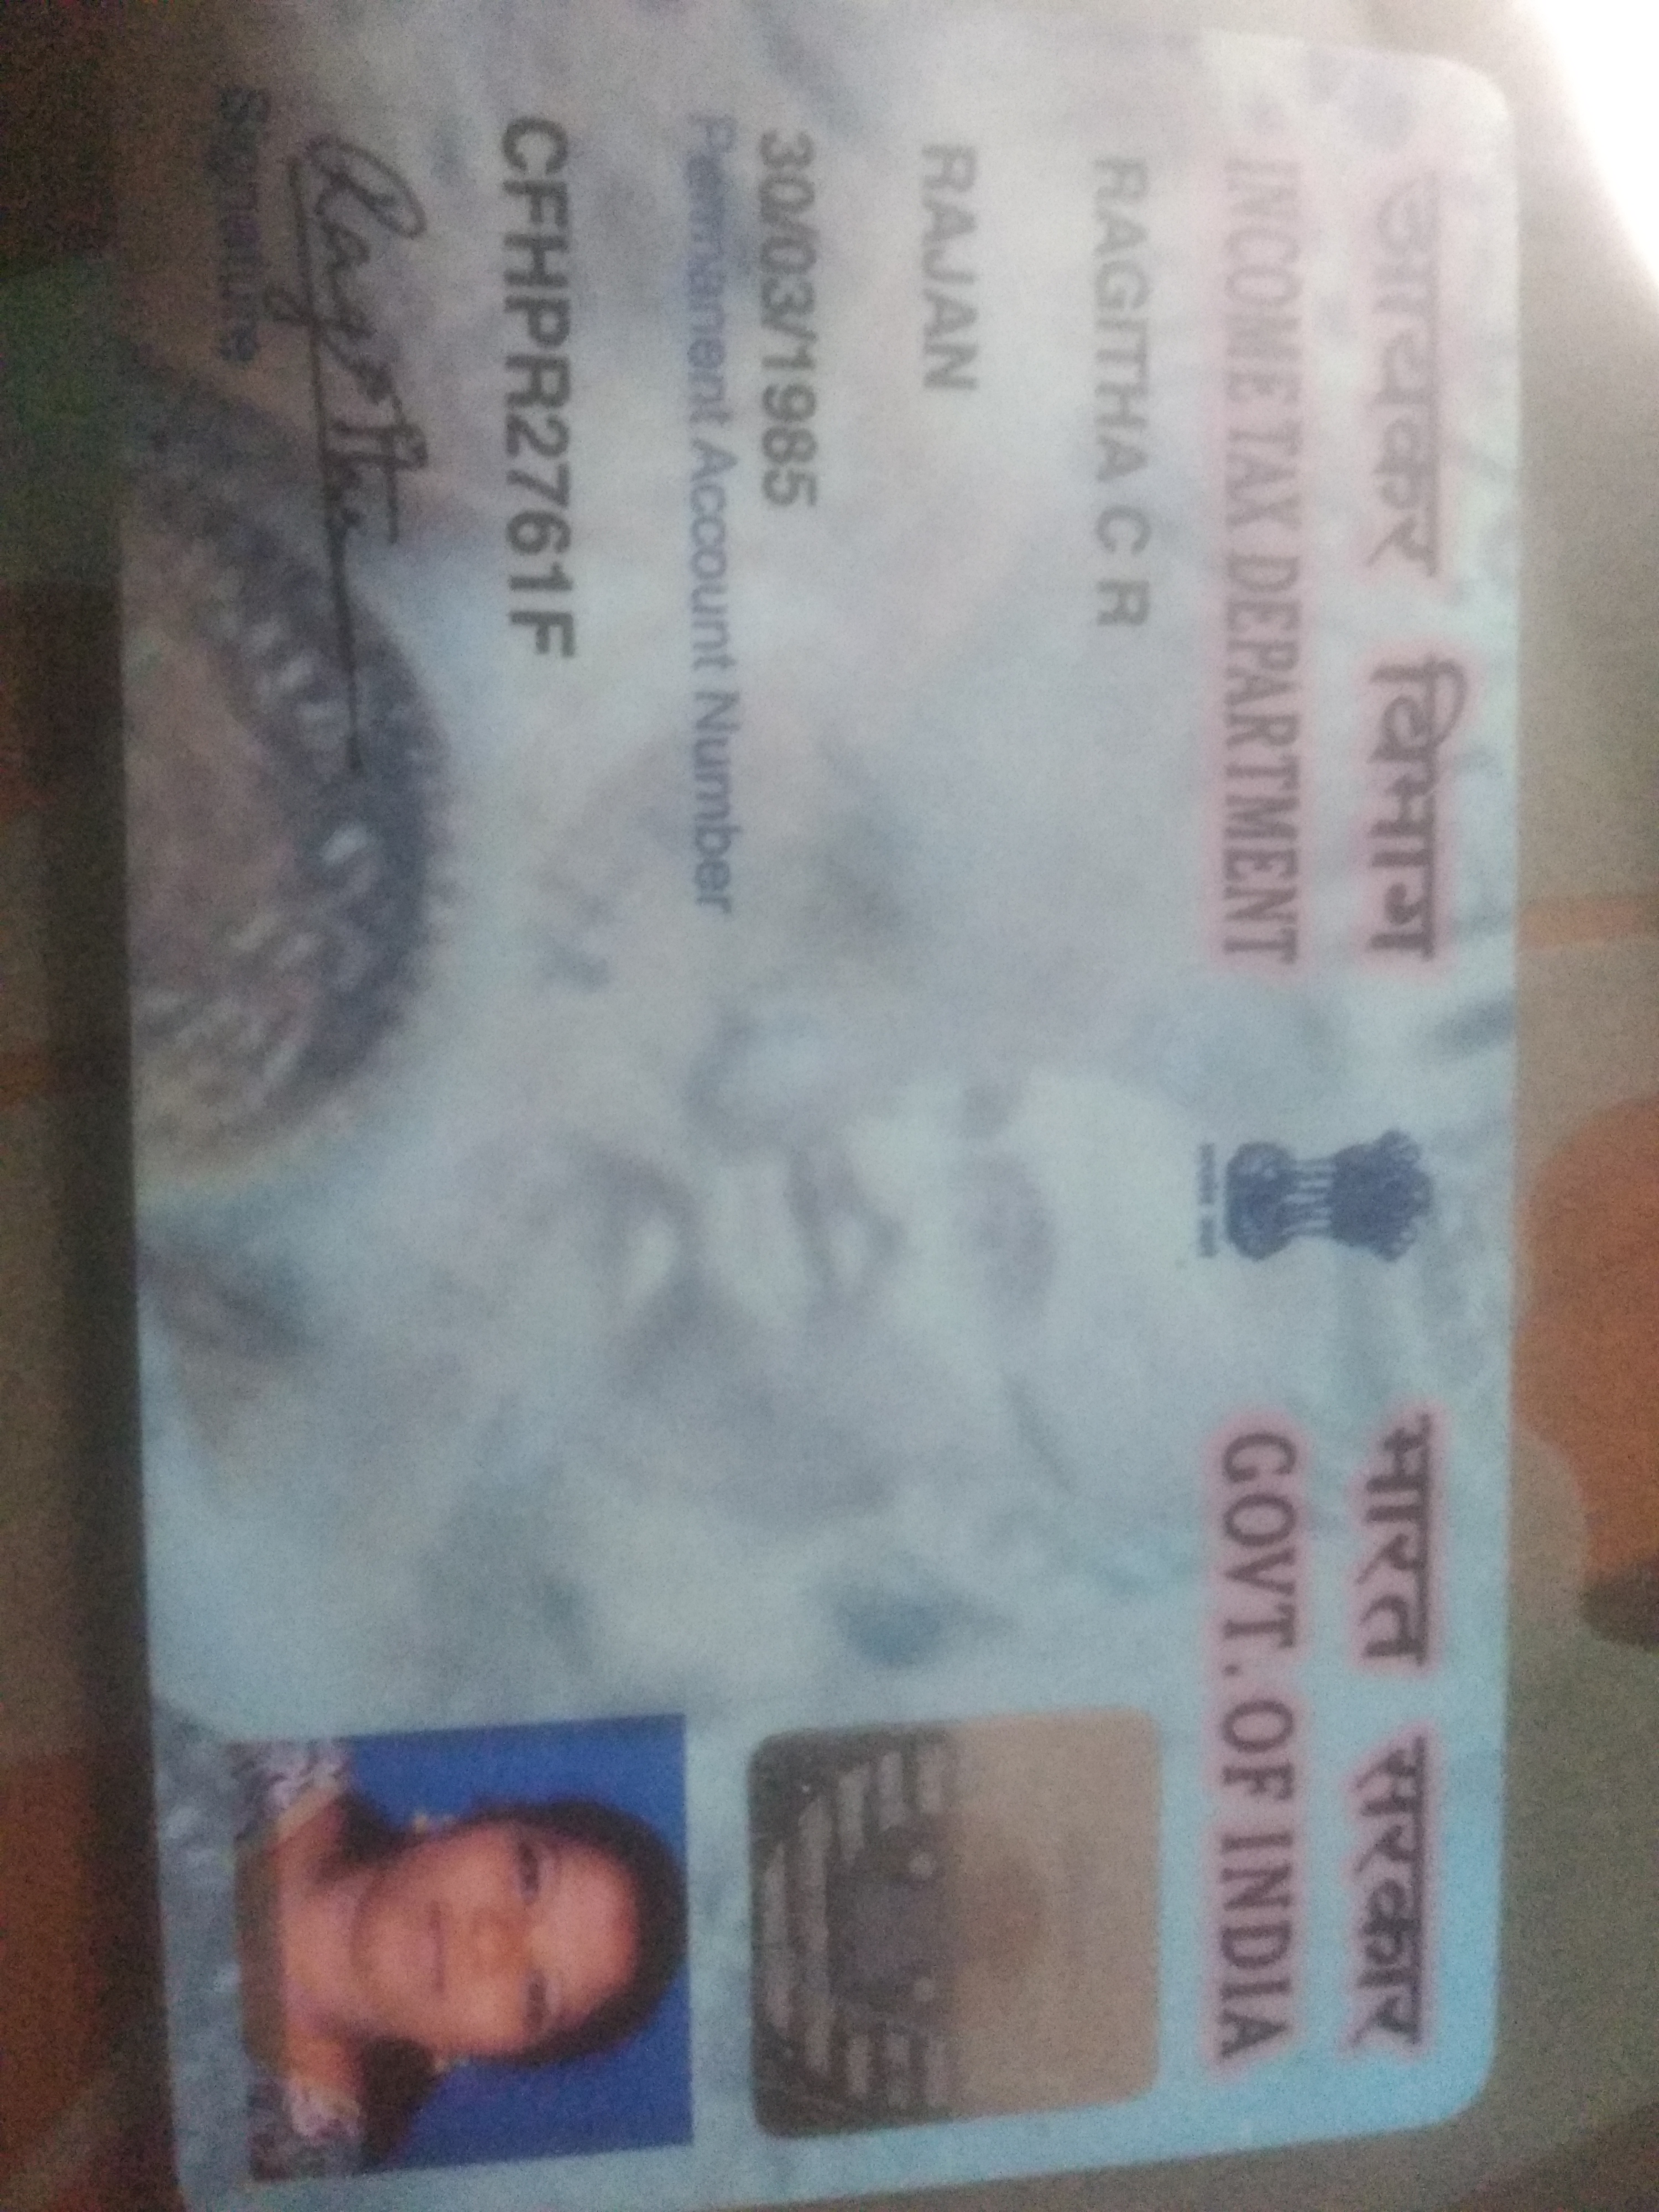 आयकर विभाग भारत सरकार
INCOME TAX DEPARTMENT GOVT. OF INDIA
RAGITHA C R
RAJAN
30/03/1985
Permanent Account Number
CFHPR2761F
Ragitha
Signature